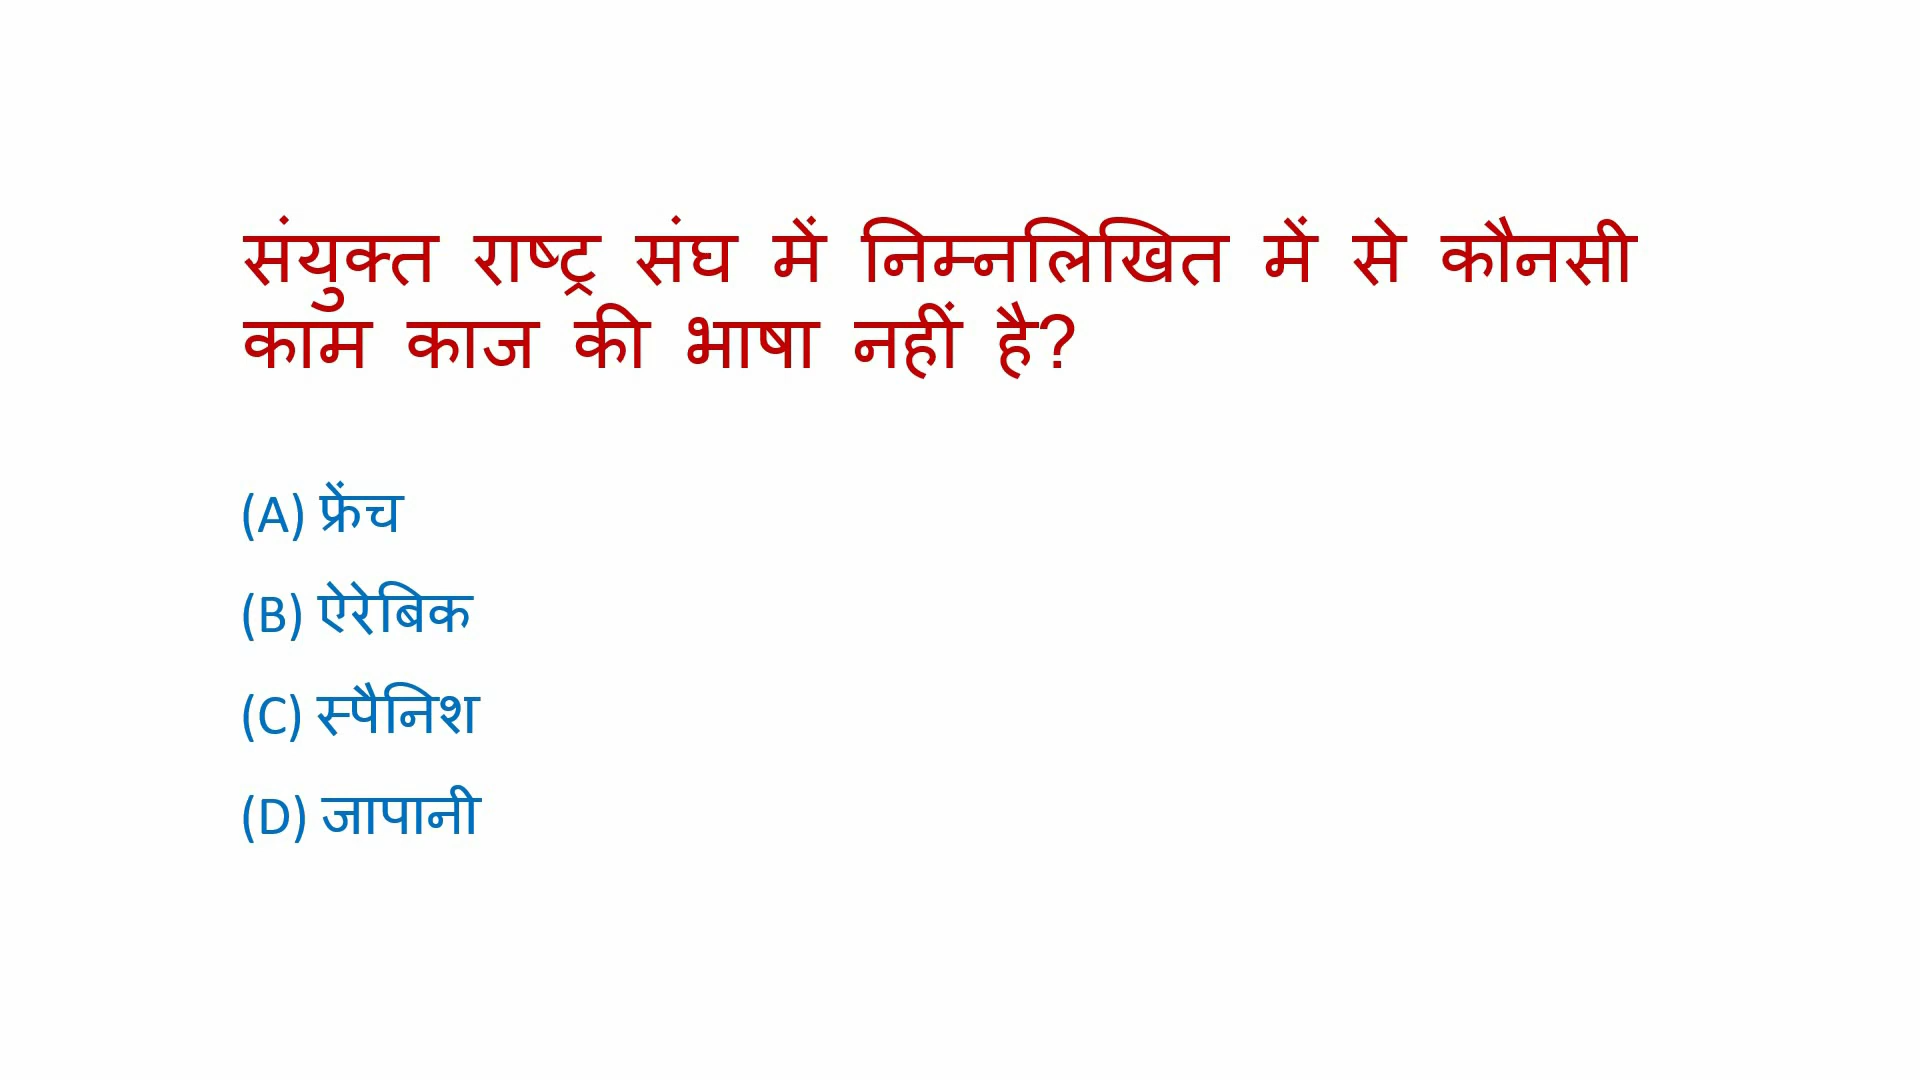 संयुक्त राष्ट्र संघ में निम्नलिखित में से कौनसी
काम काज की भाषा नहीं है?
(A) फ्रेंच
(B) ऐरेबिक
(C) स्पैनिश
(D) जापानी